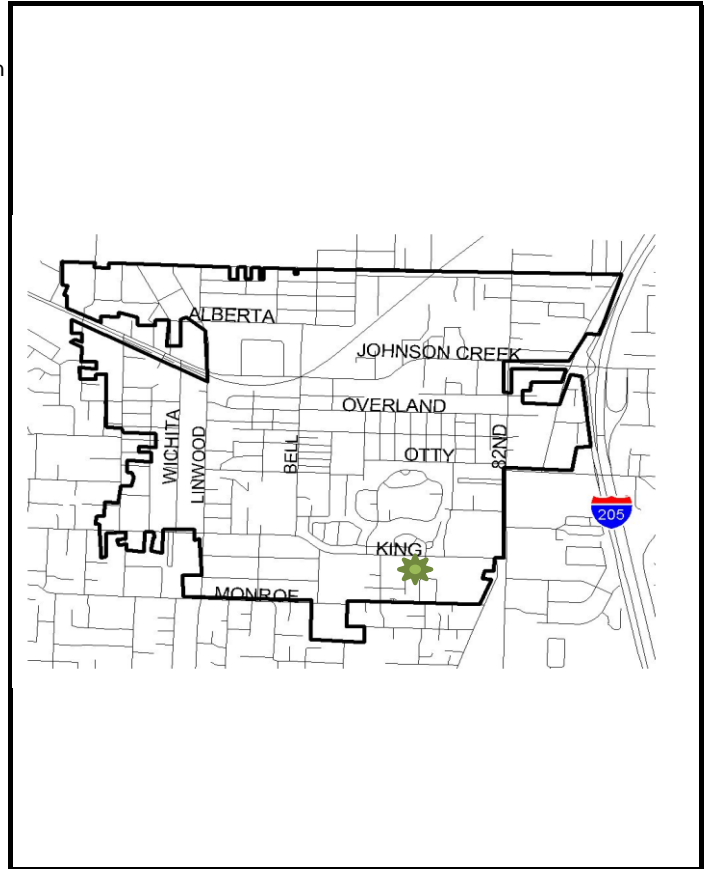 n
ALBERTA
JOHNSON CREEK
OVERLAND
WICHITA
LINWOOD
BELL
OTTY
82ND
205
KING
MONROE